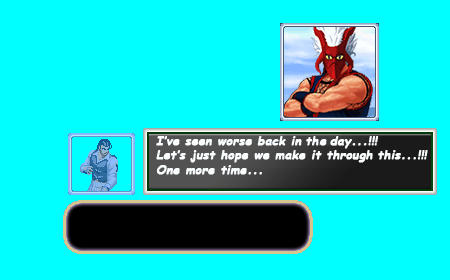 I've seen worse back in the day...!!!
Let's just hope we make it through this...!!!
One more time...